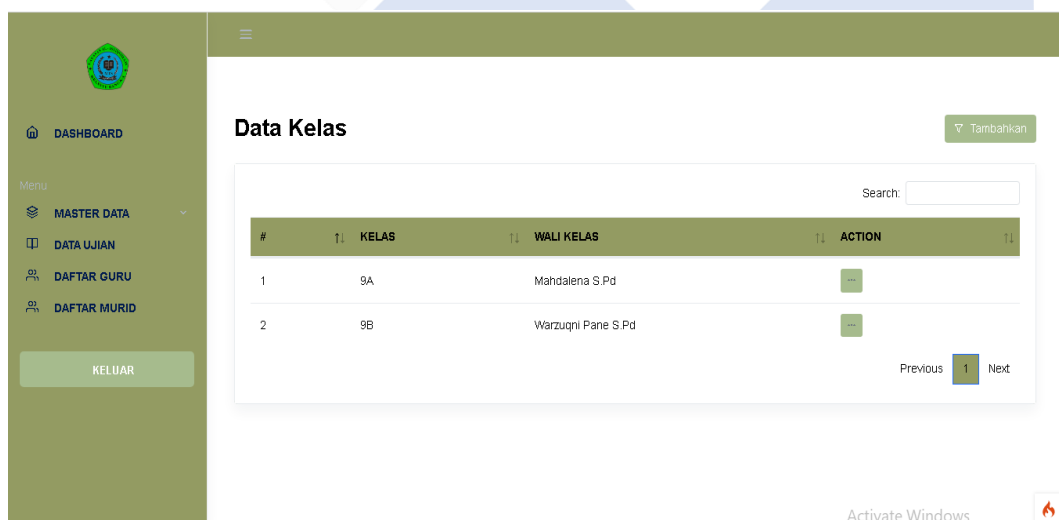 DASHBOARD
Menu
MASTER DATA
DATA UJIAN
DAFTAR GURU
DAFTAR MURID
KELUAR
Data Kelas
Tambahkan
Search:
# KELAS WALI KELAS ACTION
1 9A Mahdalena S.Pd ...
2 9B Warzuqni Pane S.Pd ...
Previous 1 Next
Activate Windows